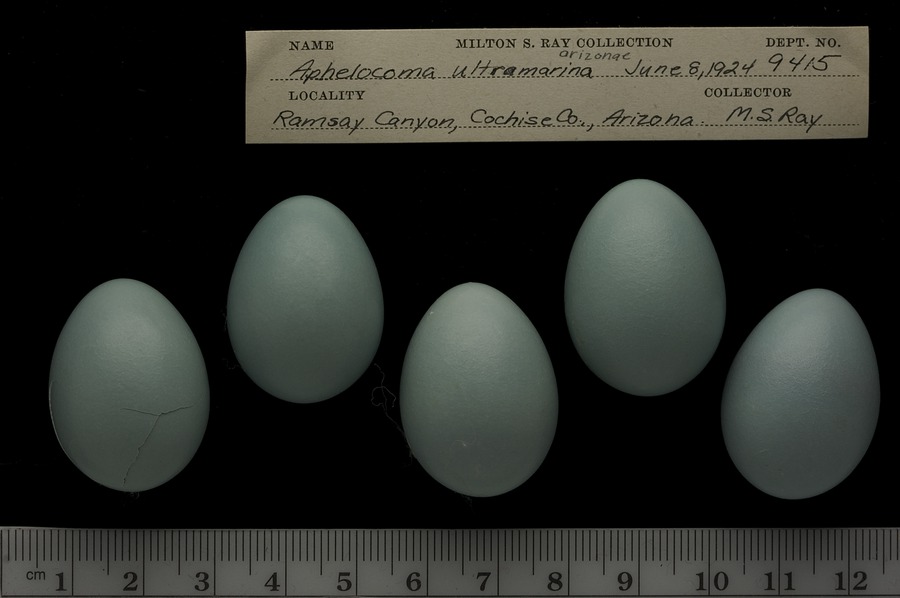 NAME MILTON S. RAY COLLECTION DEPT. NO.
arizonae
Aphelocoma ultramarina June 8, 1924 9415
LOCALITY COLLECTOR
Ramsay Canyon, Cochise Co., Arizona. M.S. Ray
cm 1 2 3 4 5 6 7 8 9 10 11 12